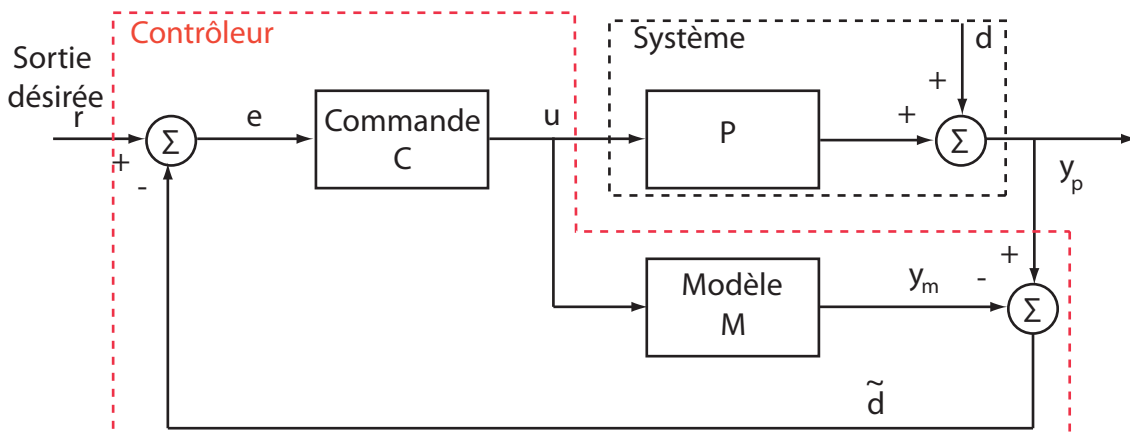 Contrôleur
Système
d
Sortie
désirée
r
+
-
Σ
e
Commande
C
u
P
+
+
Σ
y_p
Modèle
M
y_m
+
-
Σ
d̃